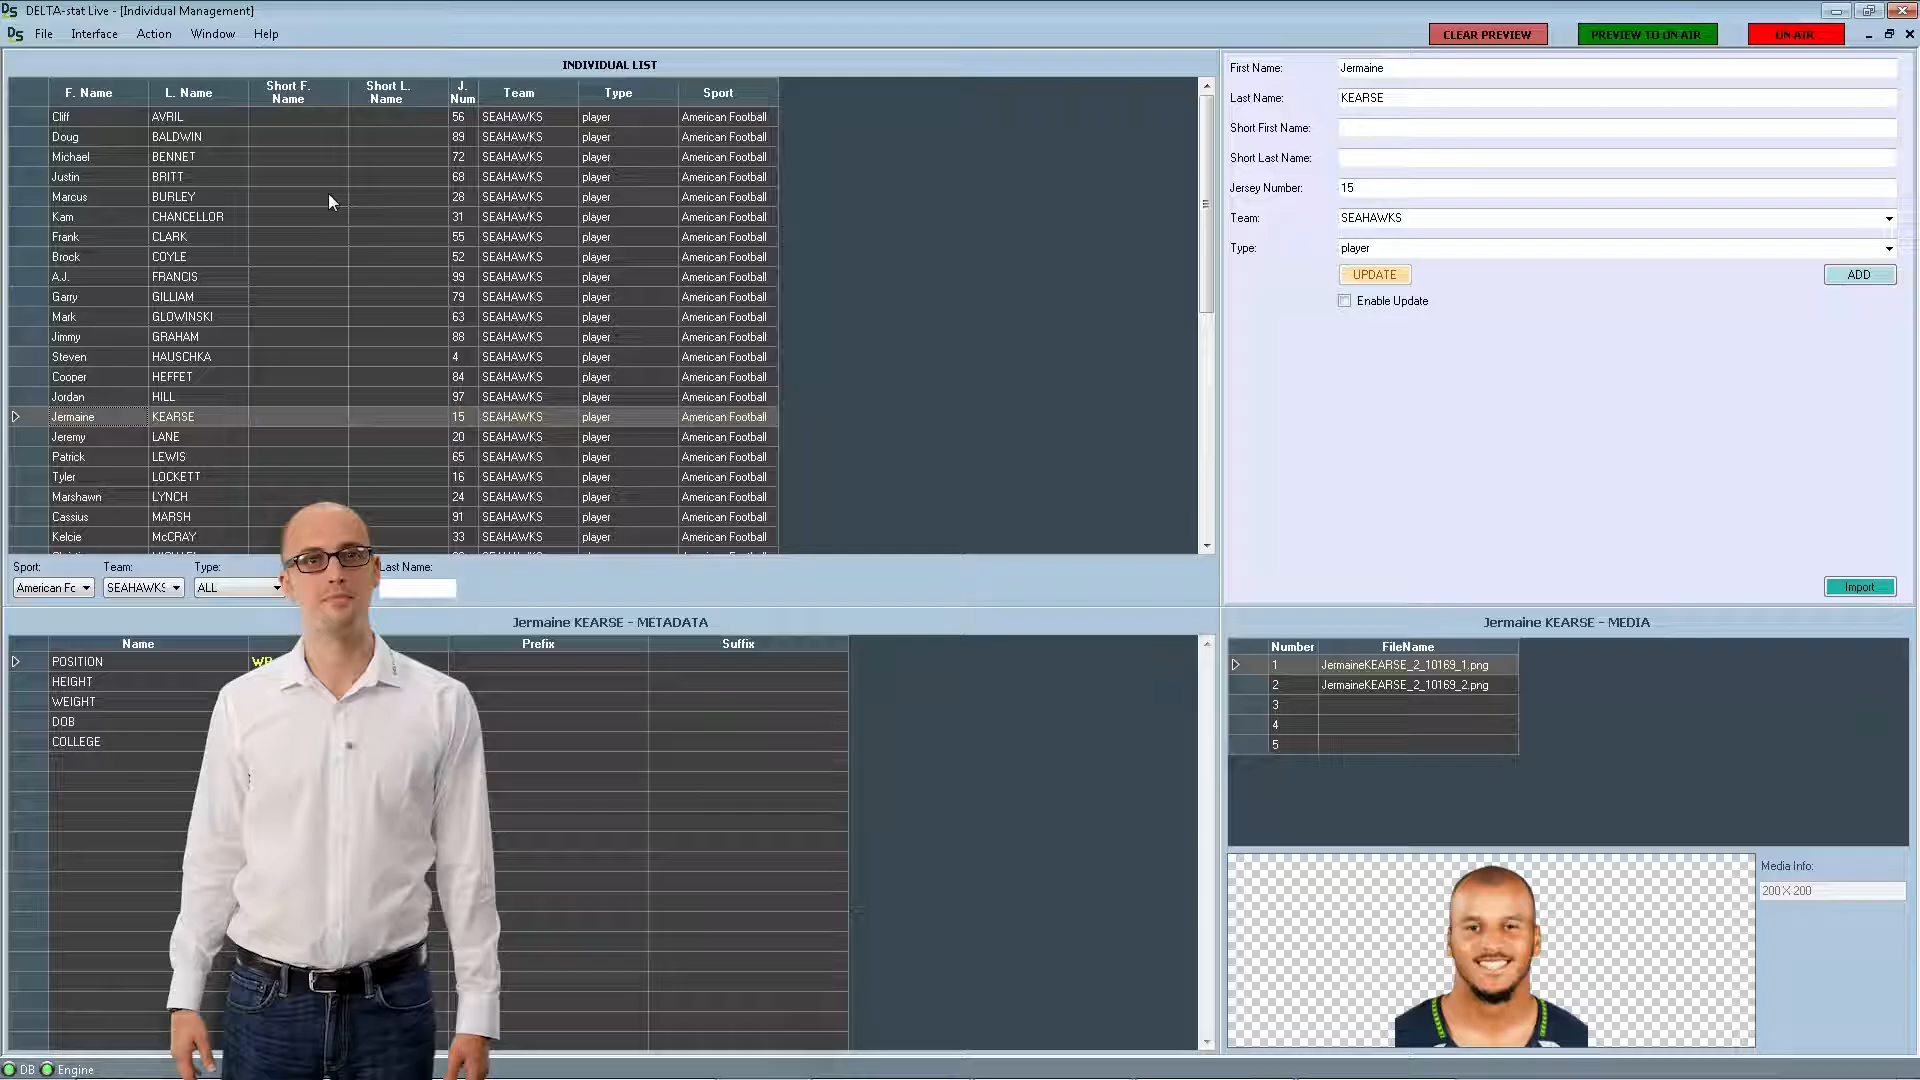 DELTA-stat Live - [Individual Management]
File Interface Action Window Help
CLEAR PREVIEW PREVIEW TO ON AIR ON AIR
INDIVIDUAL LIST
F. Name L. Name Short F. Name Short L. Name J. Num Team Type Sport
Cliff AVRIL 56 SEAHAWKS player American Football
Doug BALDWIN 89 SEAHAWKS player American Football
Michael BENNET 72 SEAHAWKS player American Football
Justin BRITT 68 SEAHAWKS player American Football
Marcus BURLEY 28 SEAHAWKS player American Football
Kam CHANCELLOR 31 SEAHAWKS player American Football
Frank CLARK 55 SEAHAWKS player American Football
Brock COYLE 52 SEAHAWKS player American Football
A.J. FRANCIS 99 SEAHAWKS player American Football
Garry GILLIAM 79 SEAHAWKS player American Football
Mark GLOWINSKI 63 SEAHAWKS player American Football
Jimmy GRAHAM 88 SEAHAWKS player American Football
Steven HAUSCHKA 4 SEAHAWKS player American Football
Cooper HEFFET 84 SEAHAWKS player American Football
Jordan HILL 97 SEAHAWKS player American Football
Jermaine KEARSE 15 SEAHAWKS player American Football
Jeremy LANE 20 SEAHAWKS player American Football
Patrick LEWIS 65 SEAHAWKS player American Football
Tyler LOCKETT 16 SEAHAWKS player American Football
Marshawn LYNCH 24 SEAHAWKS player American Football
Cassius MARSH 91 SEAHAWKS player American Football
Kelcie McCRAY 33 SEAHAWKS player American Football
Sport: Team: Type: Last Name:
American Fc SEAHAWKS ALL
First Name: Jermaine
Last Name: KEARSE
Short First Name:
Short Last Name:
Jersey Number: 15
Team: SEAHAWKS
Type: player
UPDATE ADD
Enable Update
Import
Jermaine KEARSE - METADATA
Name Prefix Suffix
POSITION
HEIGHT
WEIGHT
DOB
COLLEGE
Jermaine KEARSE - MEDIA
Number FileName
1 JermaineKEARSE_2_10169_1.png
2 JermaineKEARSE_2_10169_2.png
3
4
5
Media Info:
200X200
DB Engine